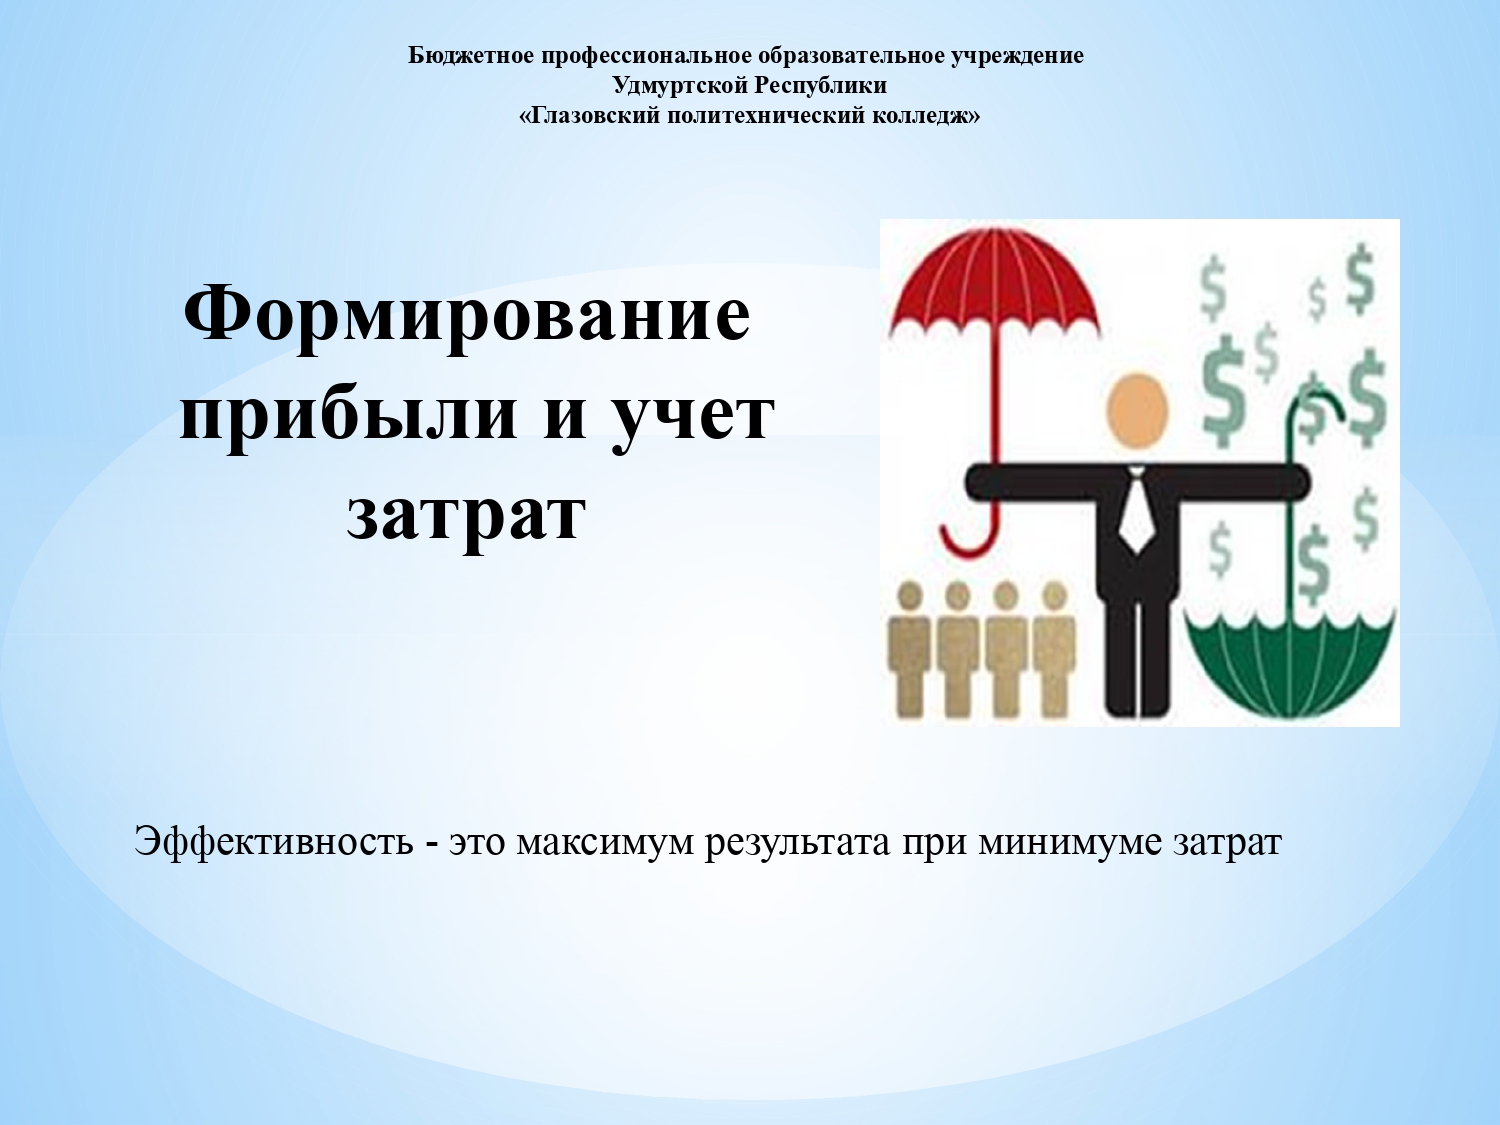 Бюджетное профессиональное образовательное учреждение
Удмуртской Республики
«Глазовский политехнический колледж»
Формирование
прибыли и учет
затрат
$ $ $
$ $ $ $
$ $ $
Эффективность - это максимум результата при минимуме затрат